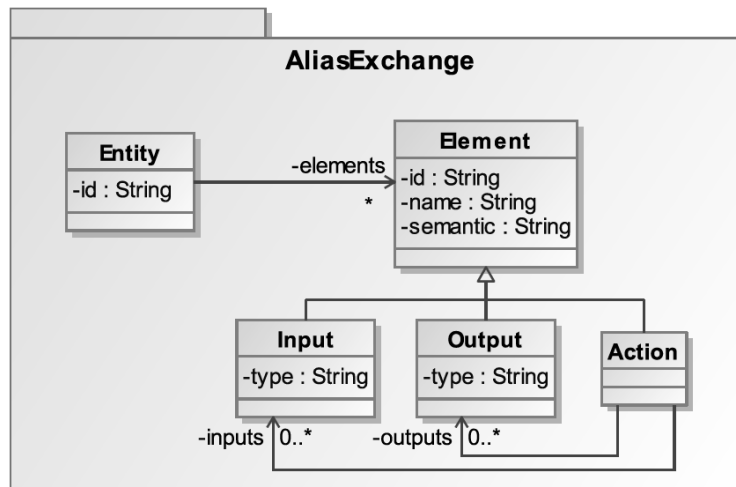 AliasExchange
Entity
-id : String
-elements
*
Element
-id : String
-name : String
-semantic : String
Input
-type : String
Output
-type : String
Action
-inputs 0..*
-outputs 0..*